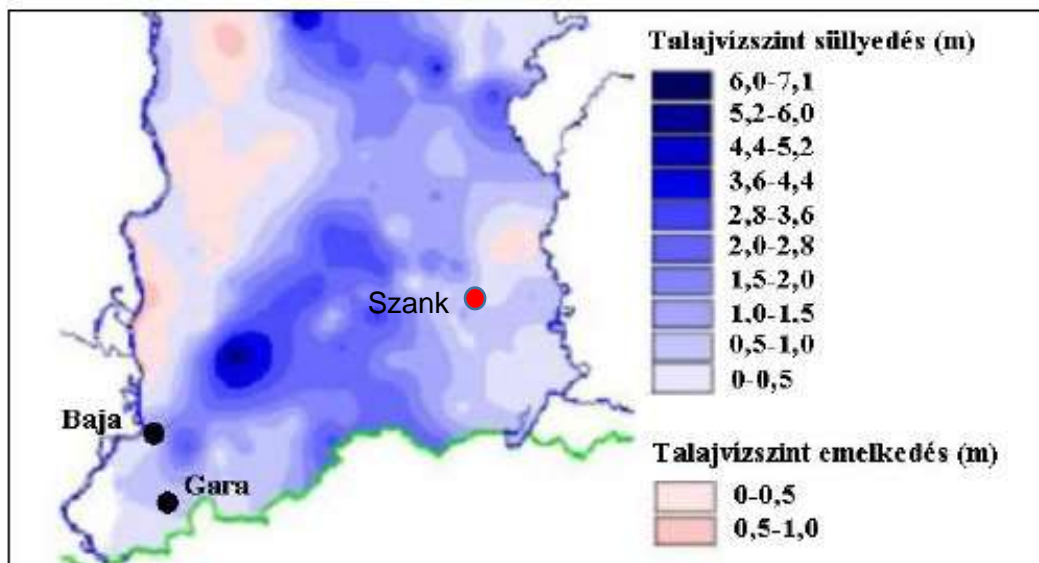 Talajvízszint süllyedés (m)
6,0-7,1
5,2-6,0
4,4-5,2
3,6-4,4
2,8-3,6
2,0-2,8
1,5-2,0
1,0-1,5
0,5-1,0
0-0,5
Szank
Baja
Gara
Talajvízszint emelkedés (m)
0-0,5
0,5-1,0